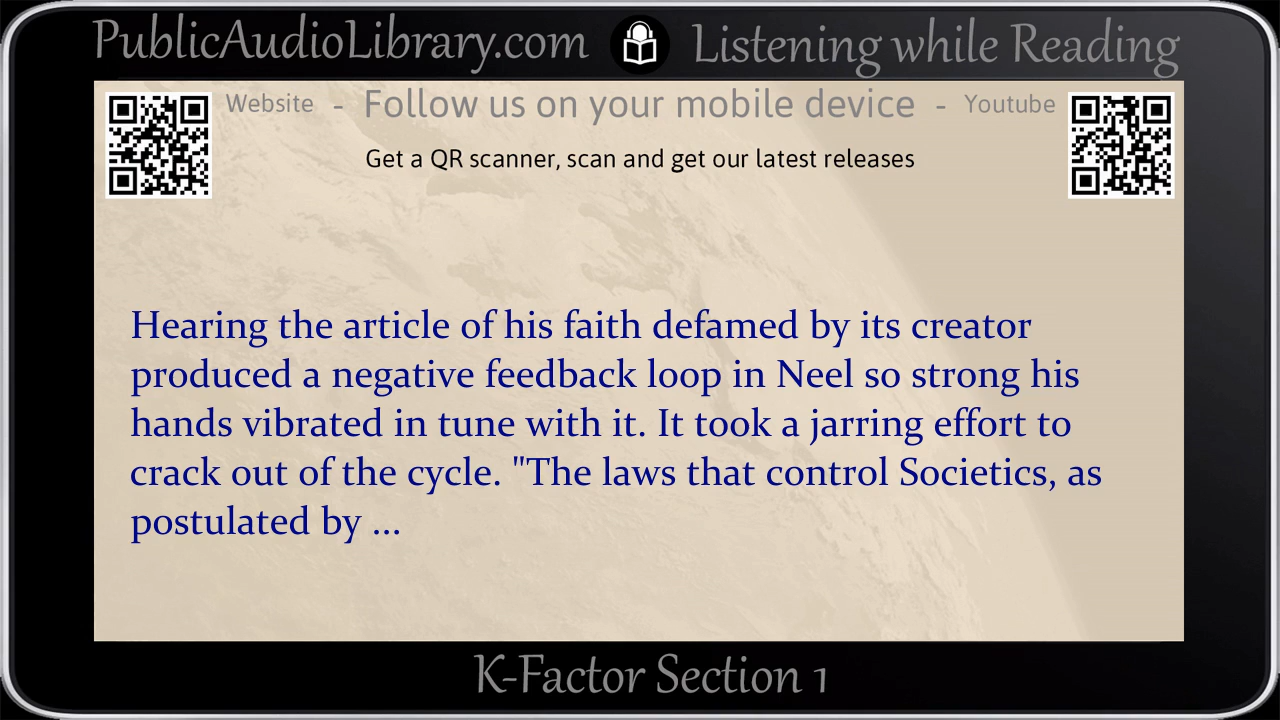 PublicAudioLibrary.com Listening while Reading
Website - Follow us on your mobile device - Youtube
Get a QR scanner, scan and get our latest releases
Hearing the article of his faith defamed by its creator
produced a negative feedback loop in Neel so strong his
hands vibrated in tune with it. It took a jarring effort to
crack out of the cycle. "The laws that control Societics, as
postulated by ...
K-Factor Section 1